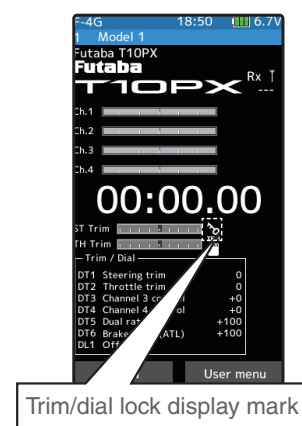 F-4G 18:50 6.7V
1 Model 1
Futaba T10PX
Futaba
T10PX
Rx
---
Ch.1
Ch.2
Ch.3
Ch.4
00:00.00
ST Trim
TH Trim
Trim / Dial
DT1 Steering trim 0
DT2 Throttle trim 0
DT3 Channel 3 +0
DT4 Channel 4 +0
DT5 Dual +100
DT6 (ATL) +100
DL1
User menu
Trim/dial lock display mark